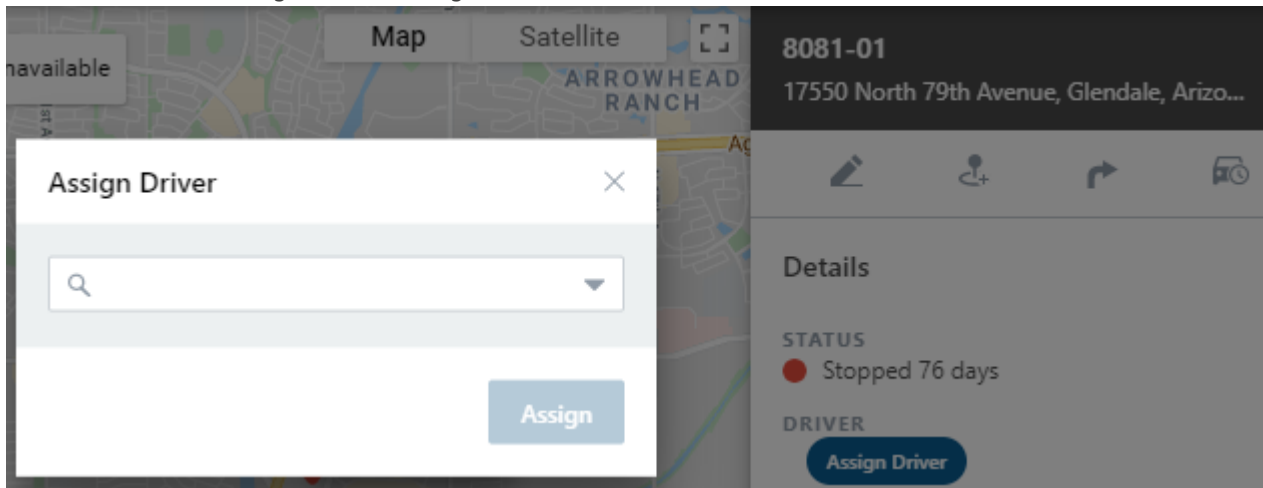 Map
Satellite
navailable
ARROWHEAD
RANCH
Ag
8081-01
17550 North 79th Avenue, Glendale, Arizo...
Assign Driver
Assign
Details
STATUS
Stopped 76 days
DRIVER
Assign Driver